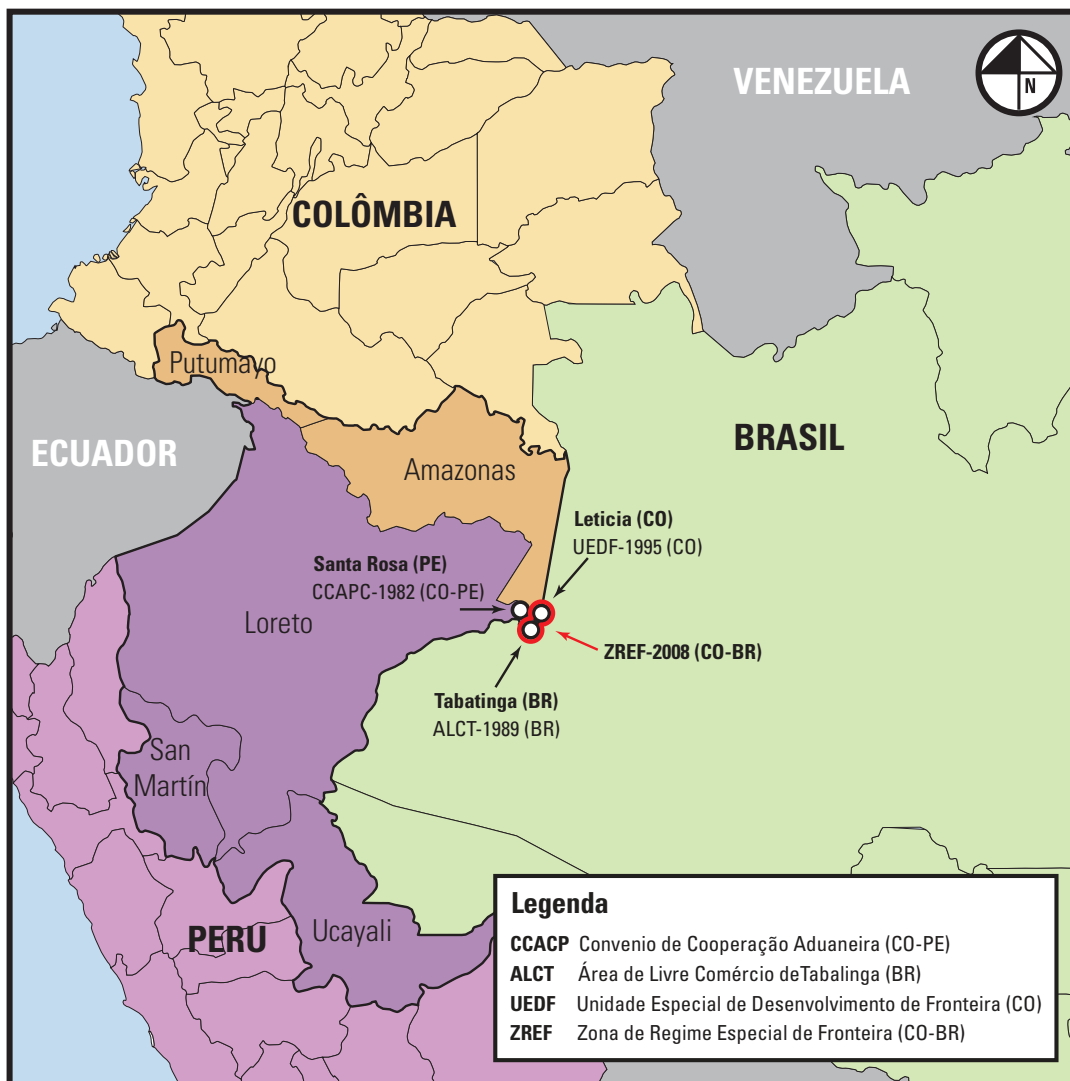 VENEZUELA
N
COLÔMBIA
Putumayo
ECUADOR
BRASIL
Amazonas
Leticia (CO)
UEDF-1995 (CO)
Santa Rosa (PE)
CCAPC-1982 (CO-PE)
Loreto
ZREF-2008 (CO-BR)
Tabatinga (BR)
ALCT-1989 (BR)
San
Martín
PERU
Ucayali
Legenda
CCACP Convenio de Cooperação Aduaneira (CO-PE)
ALCT Área de Livre Comércio deTabalinga (BR)
UEDF Unidade Especial de Desenvolvimento de Fronteira (CO)
ZREF Zona de Regime Especial de Fronteira (CO-BR)